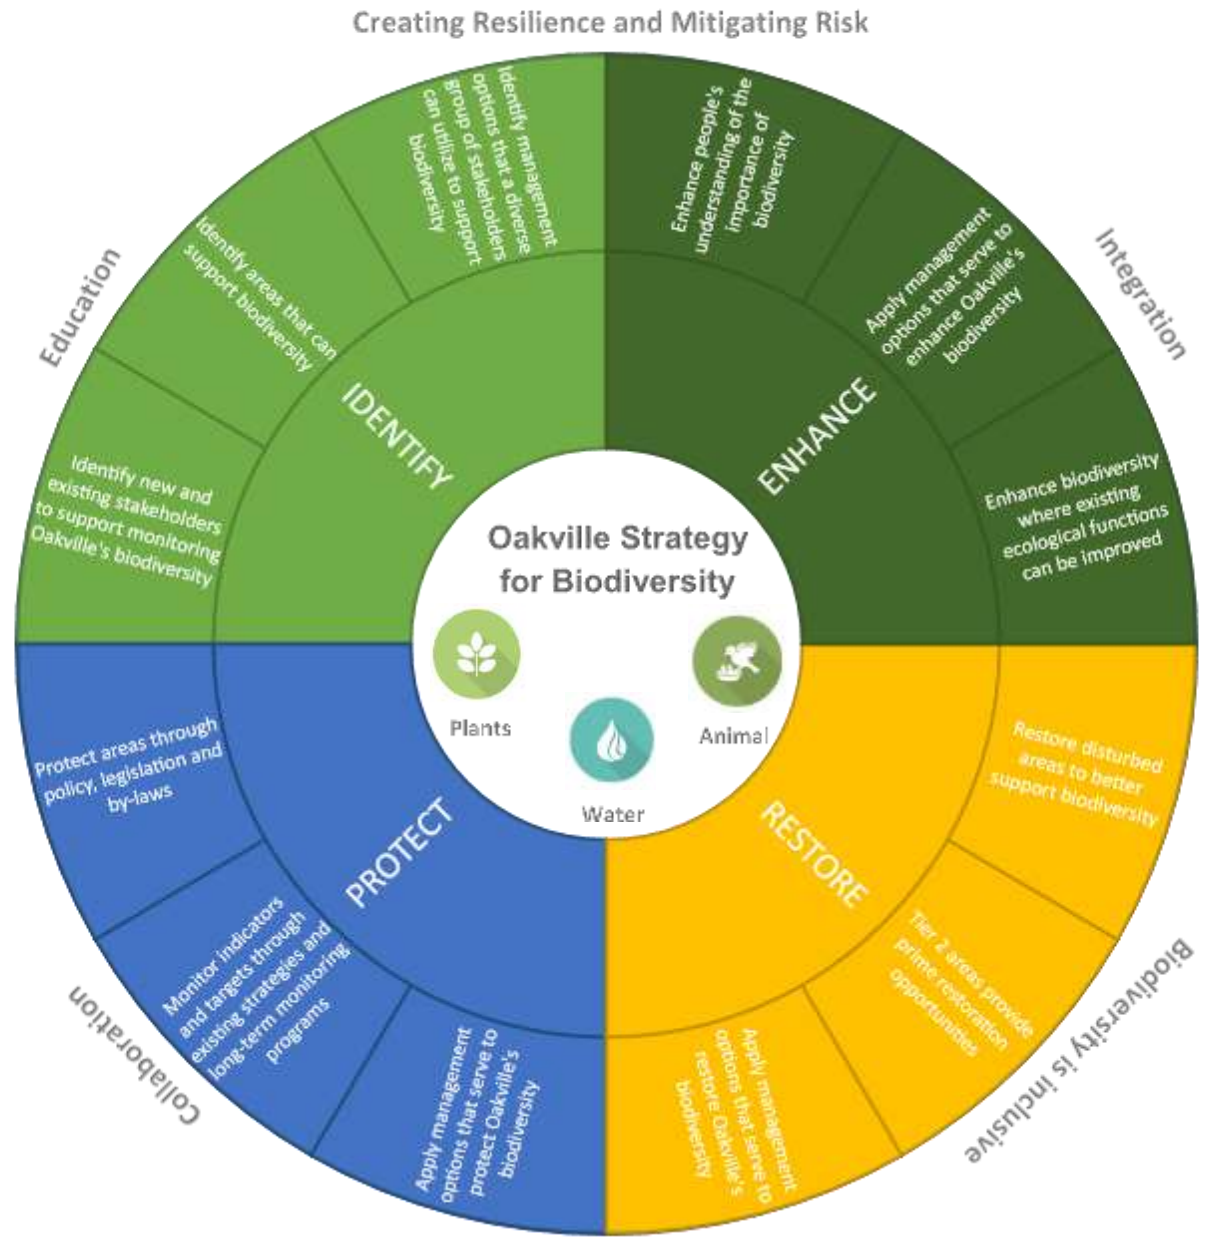 Creating Resilience and Mitigating Risk
Education
Integration
Collaboration
Biodiversity is inclusive
Oakville Strategy
for Biodiversity
Plants
Water
Animal
IDENTIFY
Identify new and
existing stakeholders
to support monitoring
Oakville's biodiversity
Identify areas that can
support biodiversity
Identify management
options that a diverse
group of stakeholders
can utilize to support
biodiversity
ENHANCE
Enhance people's
understanding of the
importance of
biodiversity
Apply management
options that serve to
enhance Oakville's
biodiversity
Enhance biodiversity
where existing
ecological functions
can be improved
RESTORE
Restore disturbed
areas to better
support biodiversity
Tier 2 areas provide
prime restoration
opportunities
Apply management
options that serve to
restore Oakville's
biodiversity
PROTECT
Apply management
options that serve to
protect Oakville's
biodiversity
Monitor indicators
and targets through
existing strategies and
long-term monitoring
programs
Protect areas through
policy, legislation and
by-laws